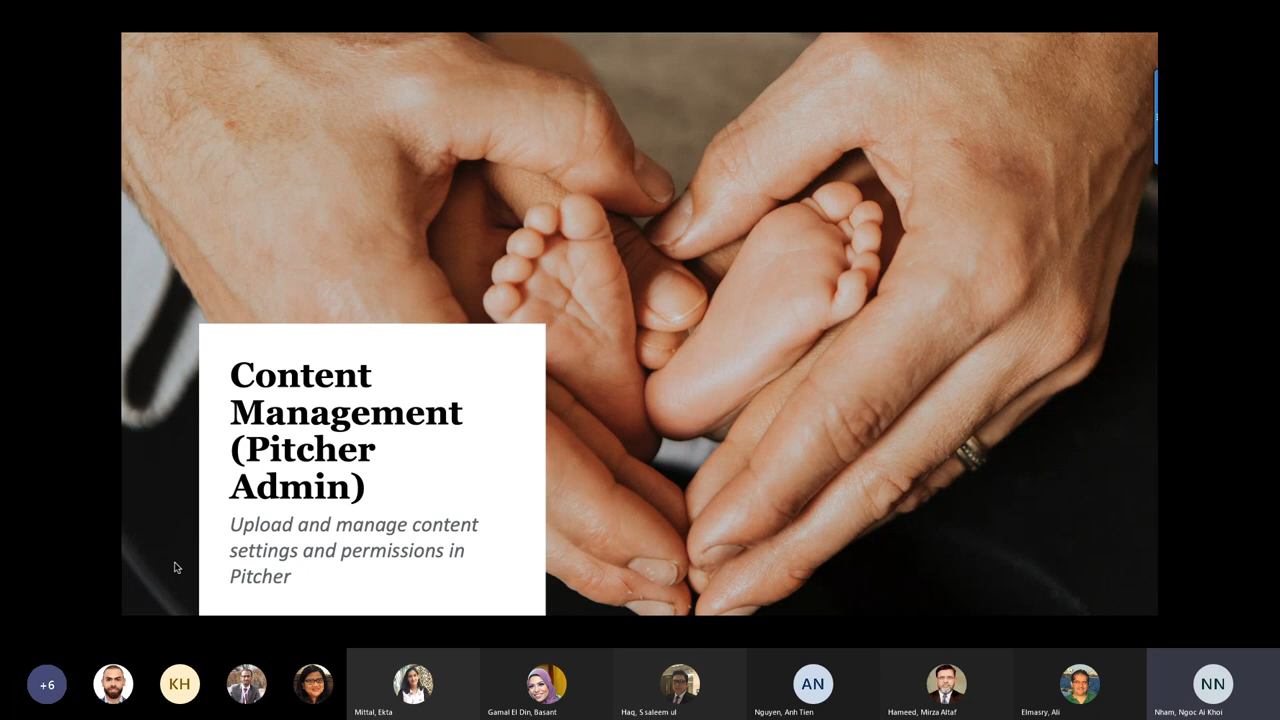 Content
Management
(Pitcher
Admin)
Upload and manage content
settings and permissions in
Pitcher
+6
KH
AN
NN
Mittal, Ekta
Gamal El Din, Basant
Haq, S saleem ul
Nguyen, Anh Tien
Hameed, Mirza Altaf
Elmasry, Ali
Nham, Ngoc Ai Khoi